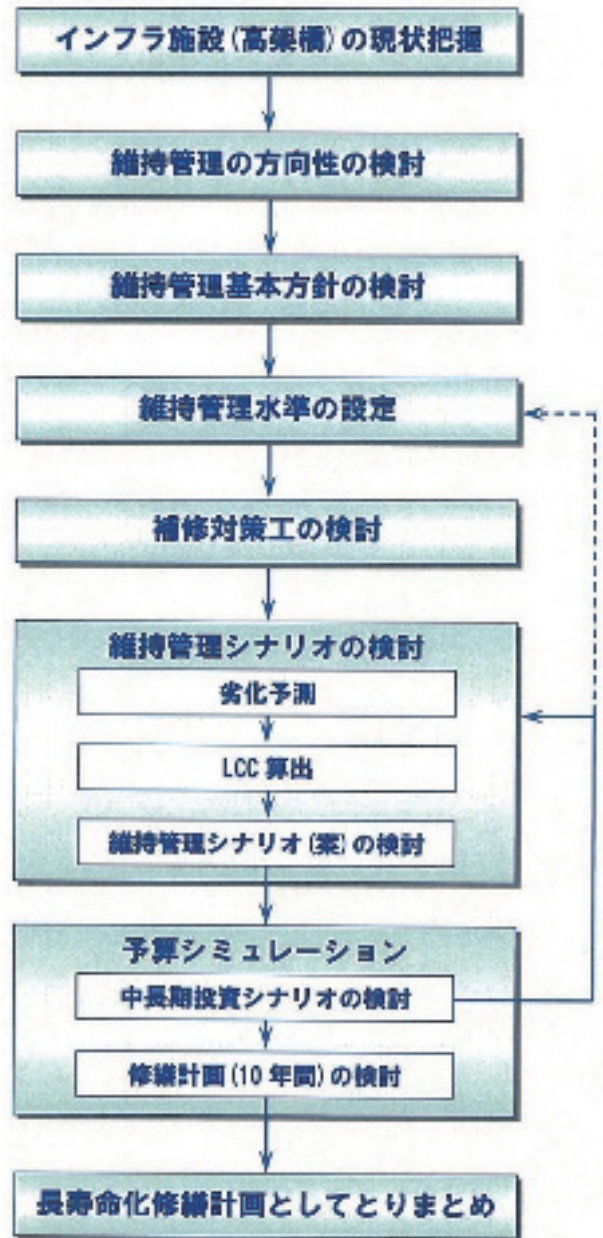 インフラ施設(高架橋)の現状把握
維持管理の方向性の検討
維持管理基本方針の検討
維持管理水準の設定
補修対策工の検討
維持管理シナリオの検討
劣化予測
LCC 算出
維持管理シナリオ(案)の検討
予算シミュレーション
中長期投資シナリオの検討
修繕計画(10 年間)の検討
長寿命化修繕計画としてとりまとめ